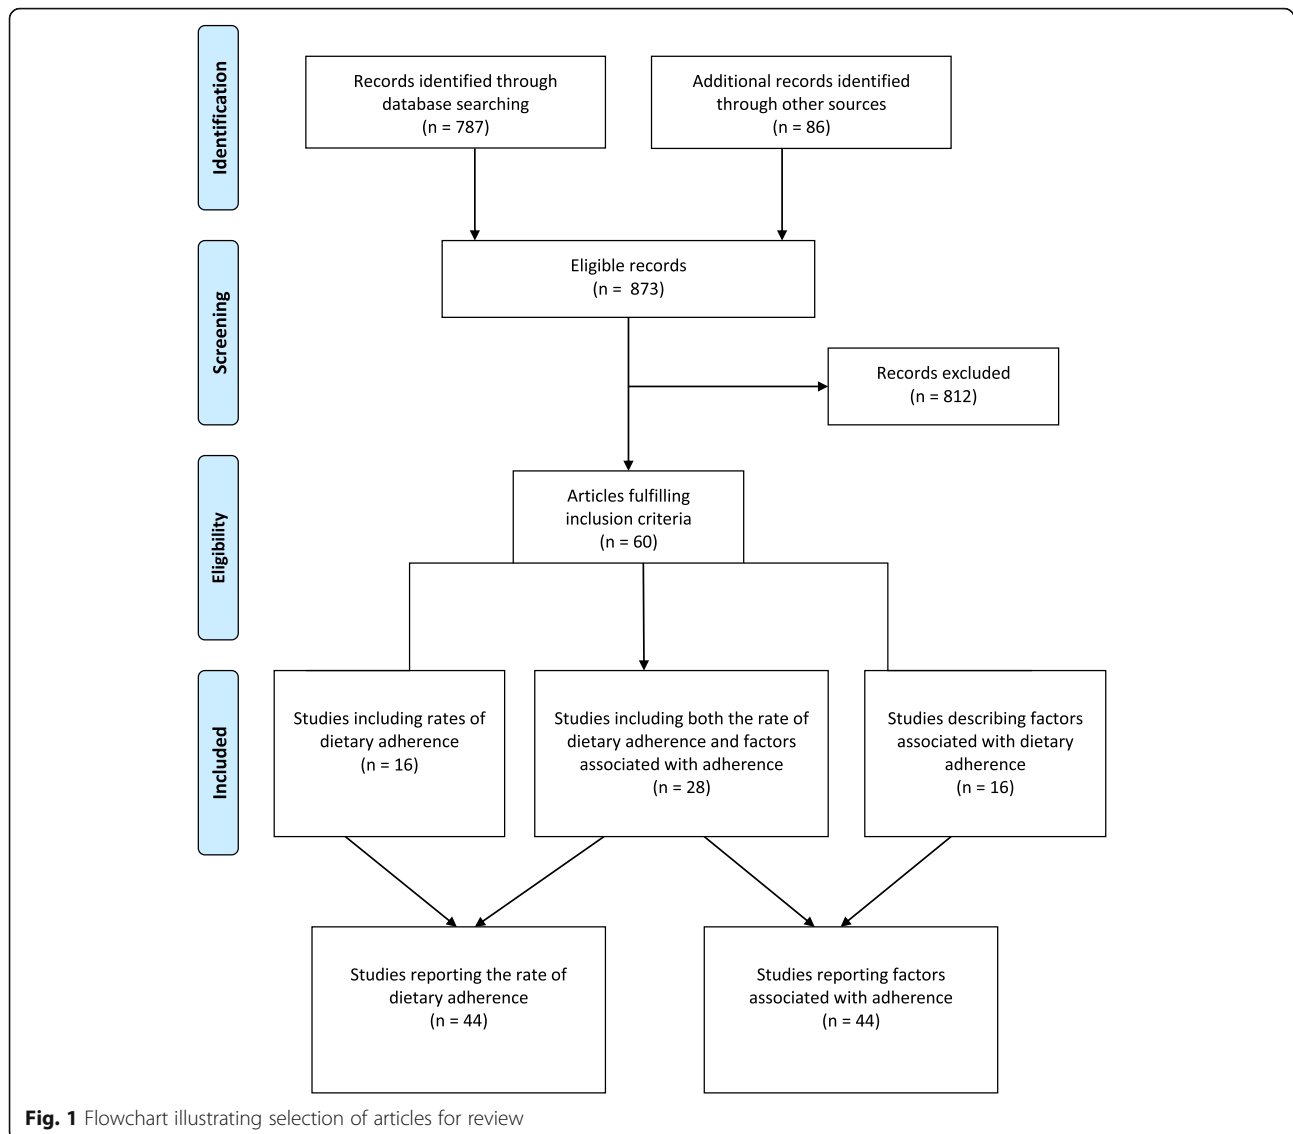 Identification
Records identified through
database searching
(n = 787)
Additional records identified
through other sources
(n = 86)
Screening
Eligible records
(n = 873)
Records excluded
(n = 812)
Eligibility
Articles fulfilling
inclusion criteria
(n = 60)
Included
Studies including rates of
dietary adherence
(n = 16)
Studies including both the rate of
dietary adherence and factors
associated with adherence
(n = 28)
Studies describing factors
associated with dietary
adherence
(n = 16)
Studies reporting the rate of
dietary adherence
(n = 44)
Studies reporting factors
associated with adherence
(n = 44)
Fig. 1 Flowchart illustrating selection of articles for review